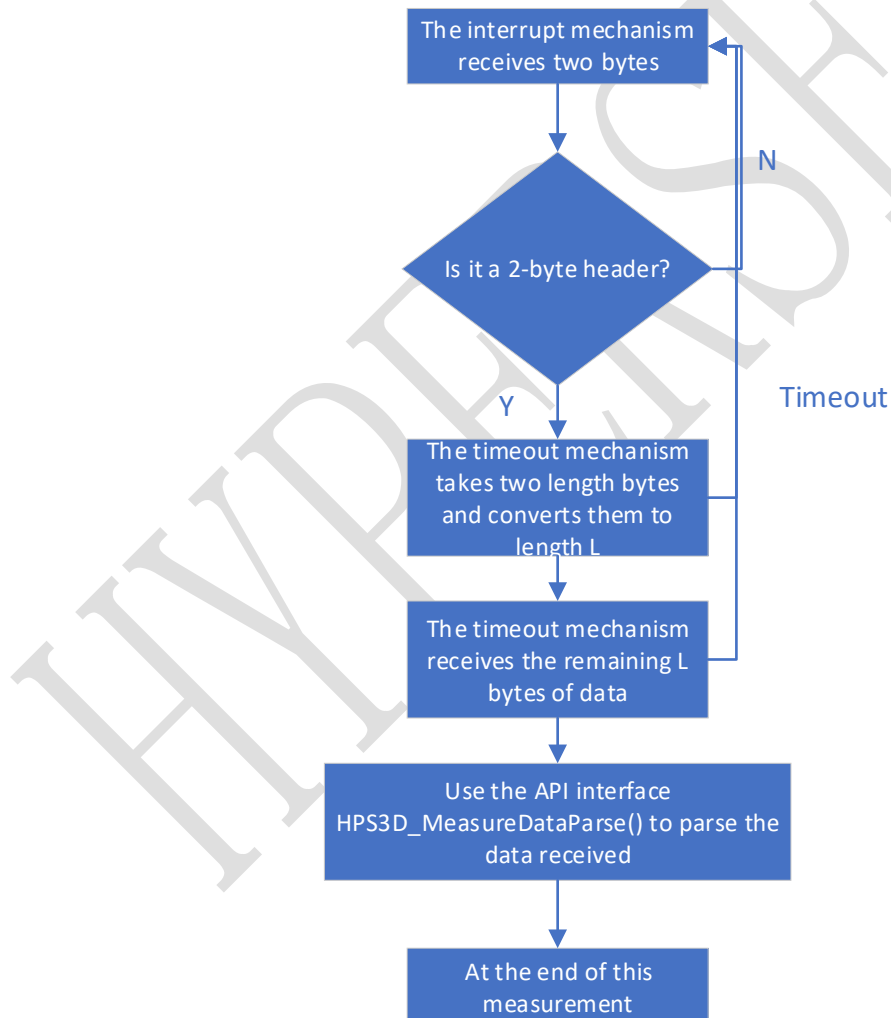 The interrupt mechanism
receives two bytes
N
Is it a 2-byte header?
Timeout
Y
The timeout mechanism
takes two length bytes
and converts them to
length L
The timeout mechanism
receives the remaining L
bytes of data
Use the API interface
HPS3D_MeasureDataParse() to parse the
data received
At the end of this
measurement
HYPERSE